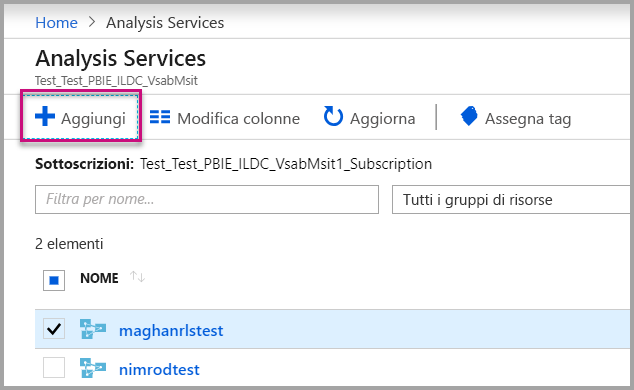 Home > Analysis Services
Analysis Services
Test_Test_PBIE_ILDC_VsabMsit
Aggiungi Modifica colonne Aggiorna Assegna tag
Sottoscrizioni: Test_Test_PBIE_ILDC_VsabMsit1_Subscription
Filtra per nome... Tutti i gruppi di risorse
2 elementi
NOME
maghanrlstest
nimrodtest